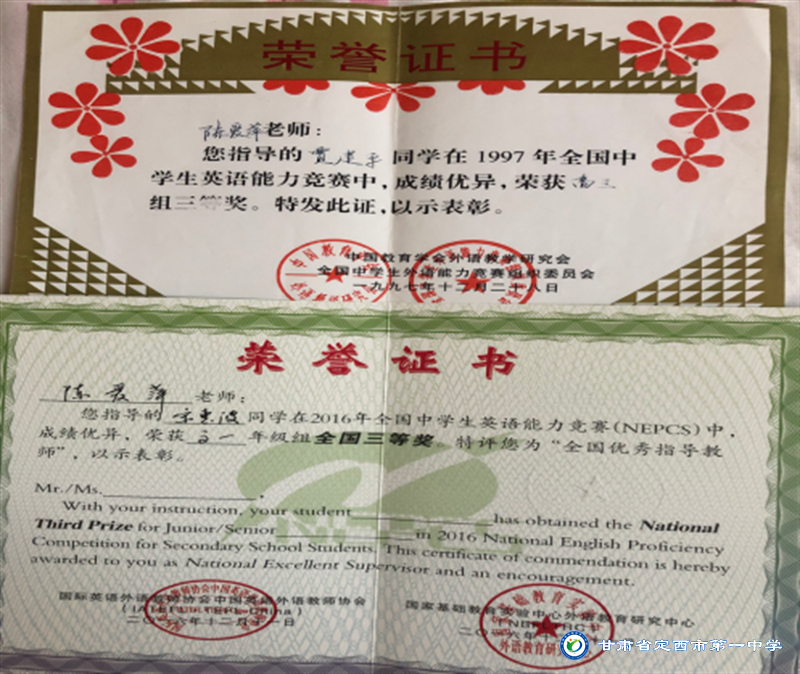 荣誉证书
陈爱萍老师：
您指导的 贾建平 同学在 1997 年全国中
学生英语能力竞赛中，成绩优异，荣获 高三
组三等奖。特发此证，以示表彰。
中国教育学会外语教学研究会
全国中学生外语能力竞赛组织委员会
一九九七年十二月二十八日
荣誉证书
陈爱萍 老师：
您指导的 同学在2016年全国中学生英语能力竞赛(NEPCS)中，
成绩优异，荣获 高一 年级组全国三等奖。特评您为“全国优秀指导教
师”，以示表彰。
Mr./Ms.
With your instruction, your student has obtained the National
Third Prize for Junior/Senior in 2016 National English Proficiency
Competition for Secondary School Students. This certificate of commendation is hereby
awarded to you as National Excellent Supervisor and an encouragement.
国际英语外语教师协会中国英语外语教师协会
国家基础教育实验中心外语教育研究中心
甘肃省定西市第一中学